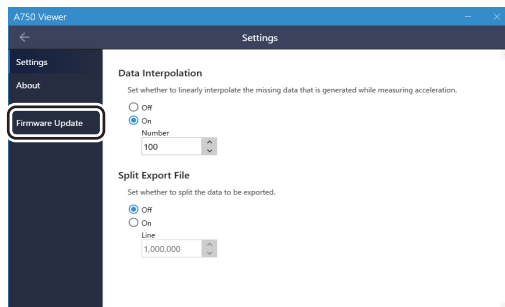 A750 Viewer
Settings
Settings
About
Firmware Update
Data Interpolation
Set whether to linearly interpolate the missing data that is generated while measuring acceleration.
Off
On
Number
100
Split Export File
Set whether to split the data to be exported.
Off
On
Line
1,000,000